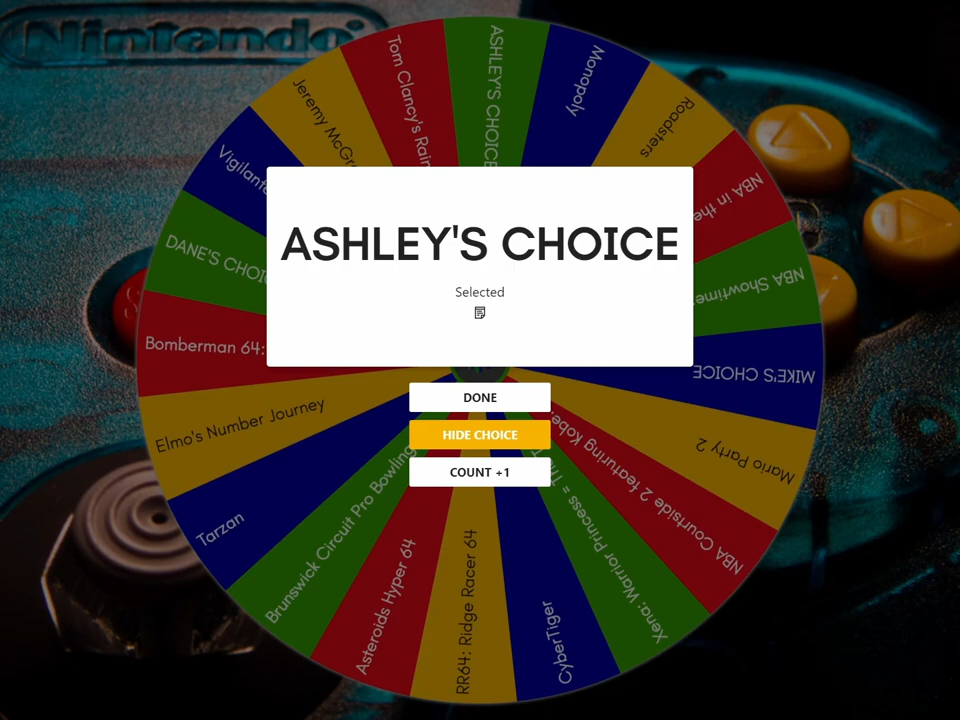 Nintendo
ASHLEY'S CHOICE
Monopoly
Roadsters
NBA in the
NBA Showtime:
MIKE'S CHOICE
Mario Party 2
NBA Courtside 2 featuring Kobe
Xena: Warrior Princess =
CyberTiger
RR64: Ridge Racer 64
Asteroids Hyper 64
Brunswick Circuit Pro Bowling
Tarzan
Elmo's Number Journey
Bomberman 64:
DANE'S CHOI
Vigilant
Jeremy McGr
Tom Clancy's Rain
ASHLEY'S CHOICE
Selected
DONE
HIDE CHOICE
COUNT +1